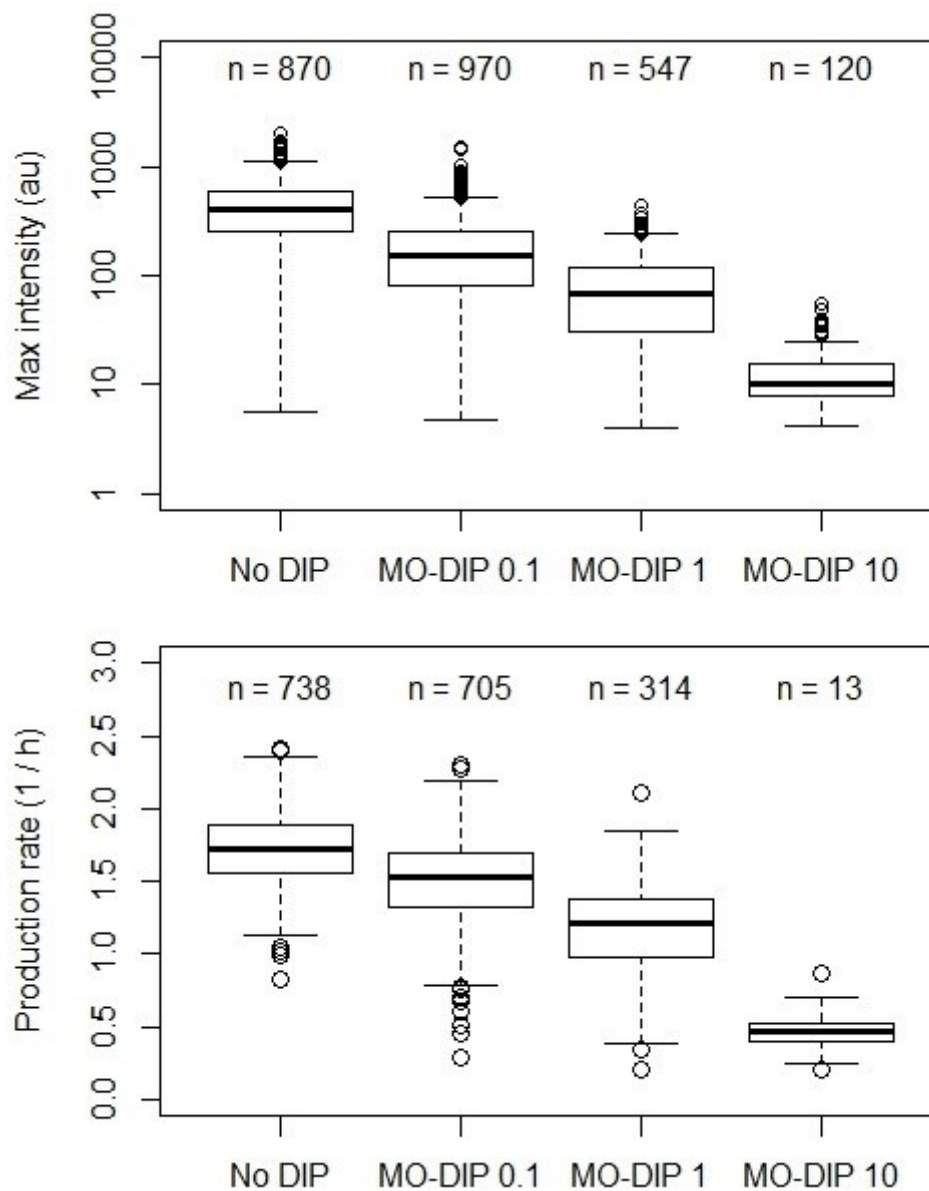 10000
1000
100
10
1
Max intensity (au)
n = 870 n = 970 n = 547 n = 120
No DIP MO-DIP 0.1 MO-DIP 1 MO-DIP 10
3.0
2.5
2.0
1.5
1.0
0.5
0.0
Production rate (1 / h)
n = 738 n = 705 n = 314 n = 13
No DIP MO-DIP 0.1 MO-DIP 1 MO-DIP 10